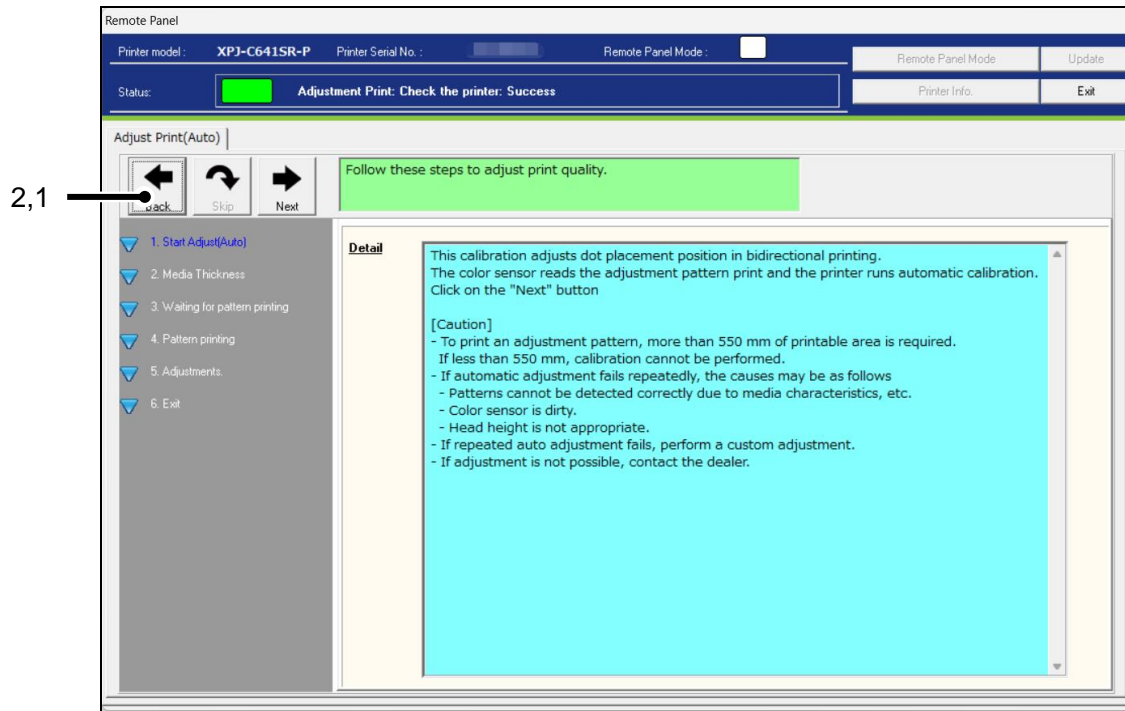 Remote Panel
Printer model : XPJ-C641SR-P Printer Serial No. : Remote Panel Mode :
Remote Panel Mode Update
Status: Adjustment Print: Check the printer: Success
Printer Info. Exit
Adjust Print(Auto)
Back Skip Next
Follow these steps to adjust print quality.
2,1
1. Start Adjust(Auto)
2. Media Thickness
3. Waiting for pattern printing
4. Pattern printing
5. Adjustments.
6. Exit
Detail
This calibration adjusts dot placement position in bidirectional printing.
The color sensor reads the adjustment pattern print and the printer runs automatic calibration.
Click on the "Next" button
[Caution]
- To print an adjustment pattern, more than 550 mm of printable area is required.
If less than 550 mm, calibration cannot be performed.
- If automatic adjustment fails repeatedly, the causes may be as follows
- Patterns cannot be detected correctly due to media characteristics, etc.
- Color sensor is dirty.
- Head height is not appropriate.
- If repeated auto adjustment fails, perform a custom adjustment.
- If adjustment is not possible, contact the dealer.